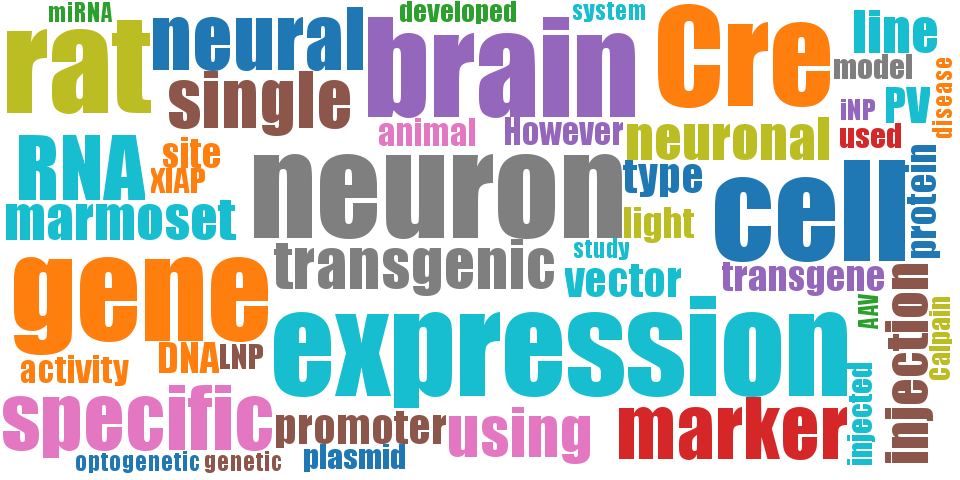 miRNA
developed
system
rat
neural
brain
Cre
line
single
model
disease
iNP
PV
animal
However
neuronal
used
RNA
site
XIAP
neuron
type
cell
protein
marmoset
light
transgenic
study
vector
transgene
gene
expression
injection
AAV
Calpain
DNA
LNP
activity
injected
specific
promoter
using
marker
optogenetic
genetic
plasmid